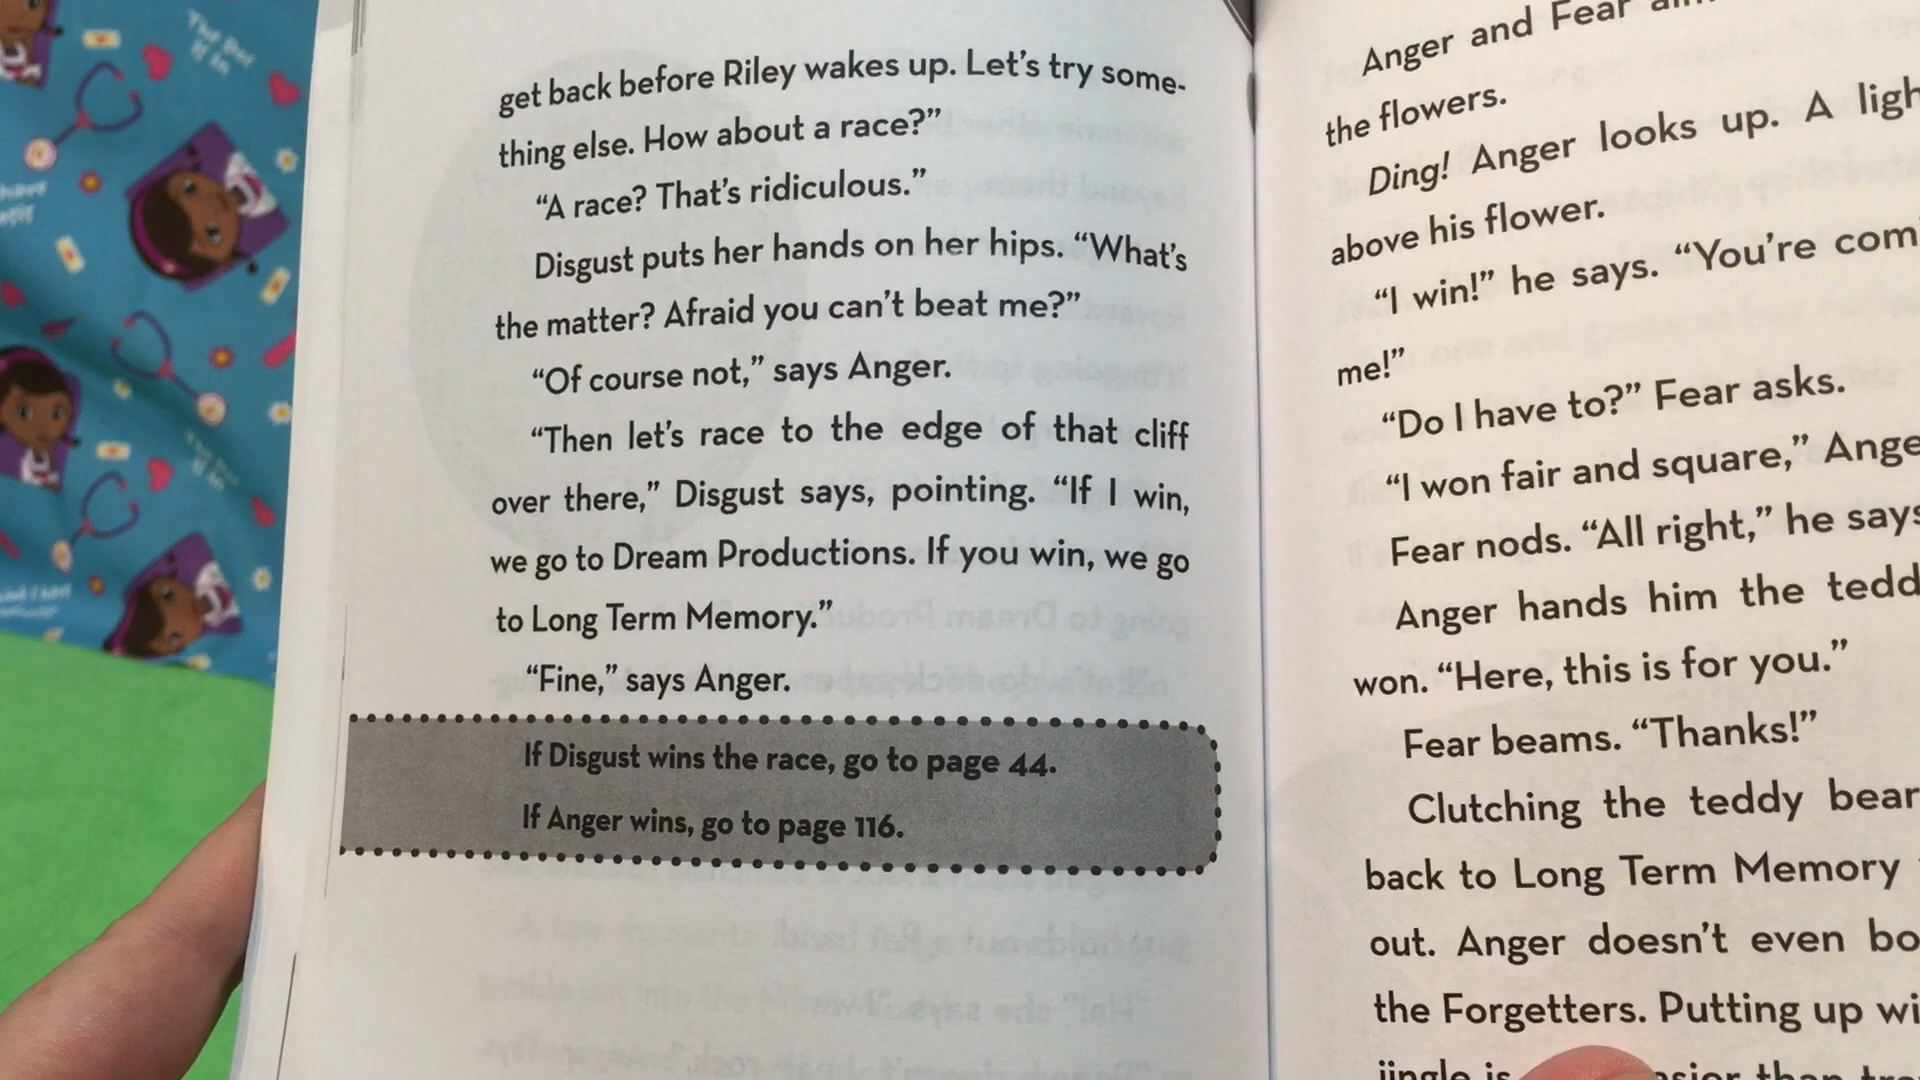 get back before Riley wakes up. Let's try some-
thing else. How about a race?"
"A race? That's ridiculous."
Disgust puts her hands on her hips. "What's
the matter? Afraid you can't beat me?"
"Of course not," says Anger.
"Then let's race to the edge of that cliff
over there," Disgust says, pointing. "If I win,
we go to Dream Productions. If you win, we go
to Long Term Memory."
"Fine," says Anger.
If Disgust wins the race, go to page 44.
If Anger wins, go to page 116.
Anger and Fear
the flowers.
Ding! Anger looks up. A
above his flower.
"I win!" he says. "You're
me!"
"Do I have to?" Fear asks.
"I won fair and square,"
Fear nods. "All right," he says
Anger hands him the
won. "Here, this is for you."
Fear beams. "Thanks!"
Clutching the teddy bear
back to Long Term Memory
out. Anger doesn't even
the Forgetters. Putting up
jingle is